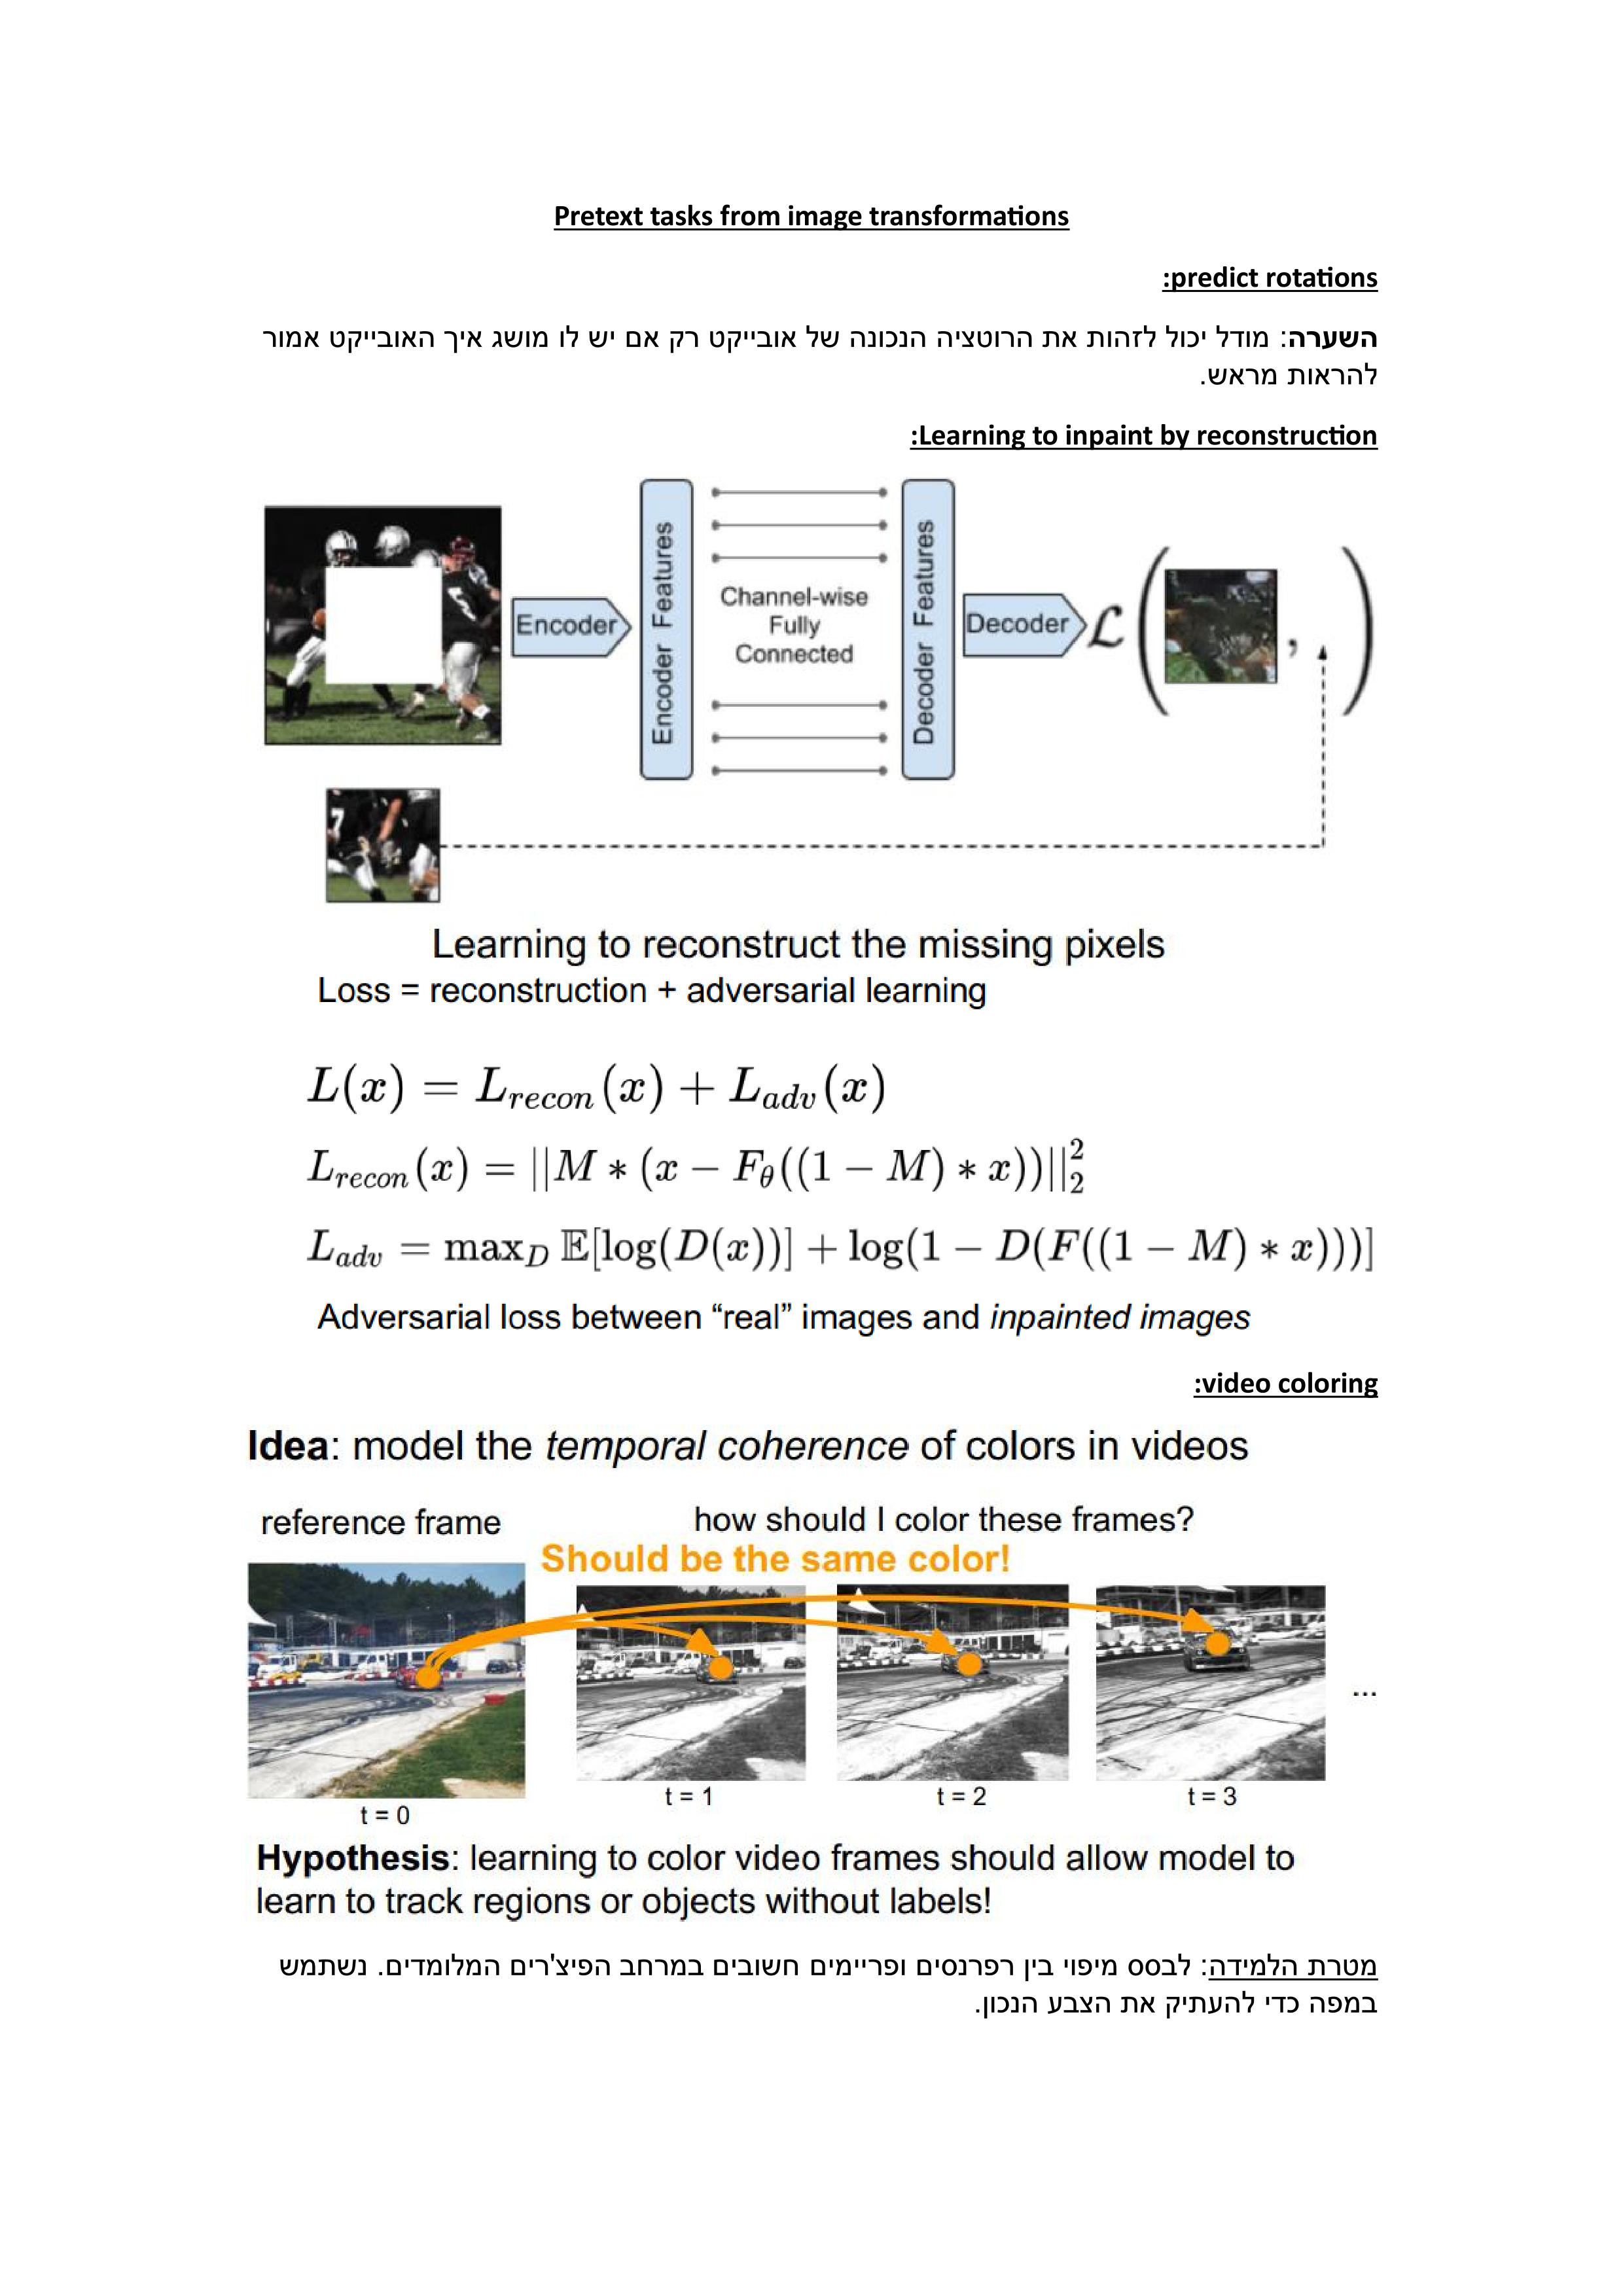 Pretext tasks from image transformations
predict rotations:
השערה: מודל יכול לזהות את הרוטציה הנכונה של אובייקט רק אם יש לו מושג איך האובייקט אמור
להראות מראש.
Learning to inpaint by reconstruction:
Encoder
Encoder Features
Channel-wise
Fully
Connected
Decoder Features
Decoder
ℒ ( , )
Learning to reconstruct the missing pixels
Loss = reconstruction + adversarial learning
L(x) = L_{recon}(x) + L_{adv}(x)
L_{recon}(x) = ||M * (x − F_θ((1 − M) * x))||_2^2
L_{adv} = max_D 𝔼[log(D(x))] + log(1 − D(F((1 − M) * x)))]
Adversarial loss between “real” images and inpainted images
video coloring:
Idea: model the temporal coherence of colors in videos
reference frame
how should I color these frames?
Should be the same color!
...
t = 0
t = 1
t = 2
t = 3
Hypothesis: learning to color video frames should allow model to
learn to track regions or objects without labels!
מטרת הלמידה: לבסס מיפוי בין רפרנסים ופריימים חשובים במרחב הפיצ'רים המלומדים. נשתמש
במפה כדי להעתיק את הצבע הנכון.